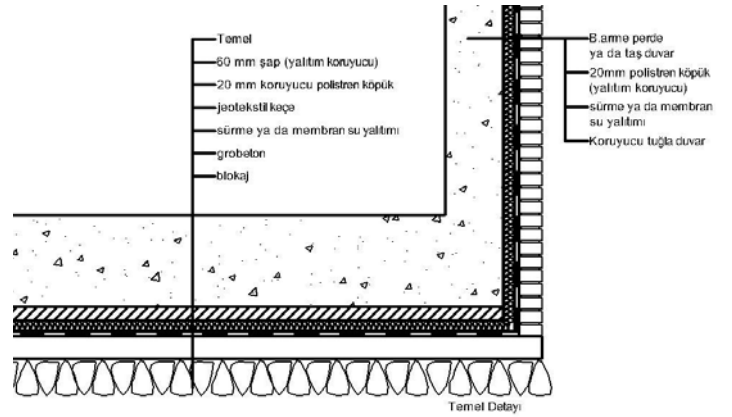 Temel
60 mm şap (yalıtım koruyucu)
20 mm koruyucu polistren köpük
jeotekstil keçe
sürme ya da membran su yalıtımı
grobeton
blokaj
B.arme perde
ya da taş duvar
20mm polistren köpük
(yalıtım koruyucu)
sürme ya da membran
su yalıtımı
Koruyucu tuğla duvar
Temel Detayı